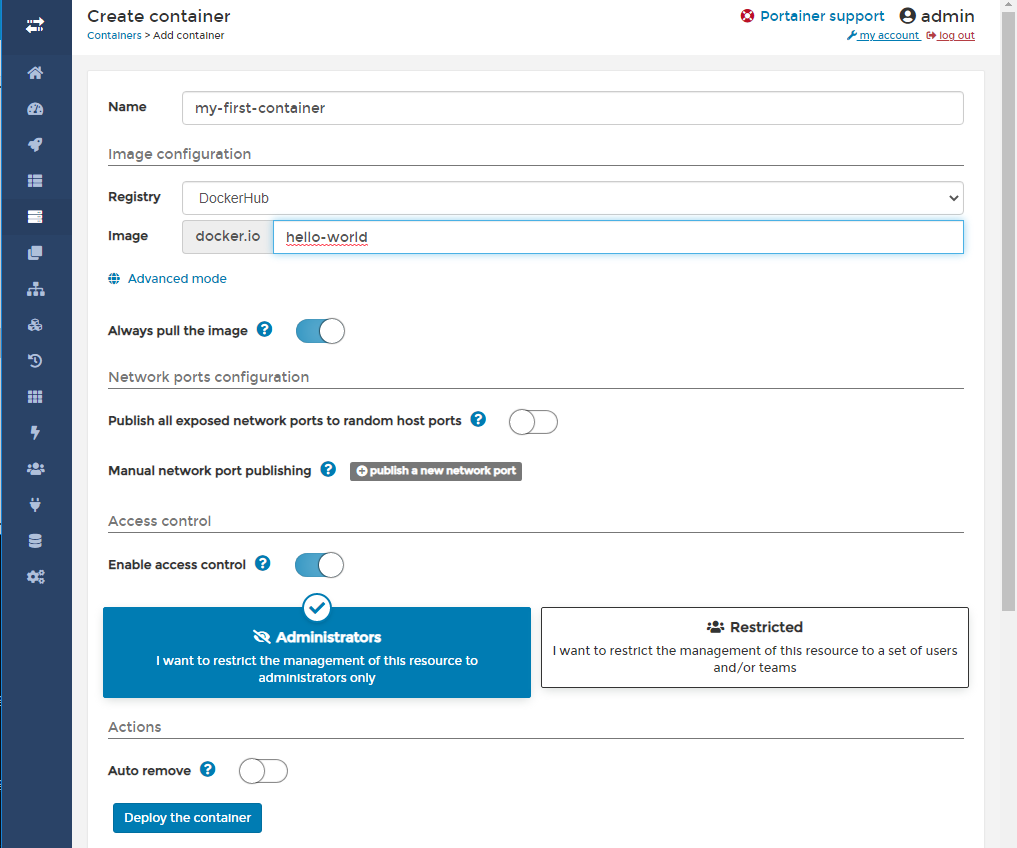 Create container
Portainer support admin
Containers > Add container
my account log out
Name my-first-container
Image configuration
Registry DockerHub
Image docker.io hello-world
Advanced mode
Always pull the image
Network ports configuration
Publish all exposed network ports to random host ports
Manual network port publishing publish a new network port
Access control
Enable access control
Administrators
I want to restrict the management of this resource to
administrators only
Restricted
I want to restrict the management of this resource to a set of users
and/or teams
Actions
Auto remove
Deploy the container